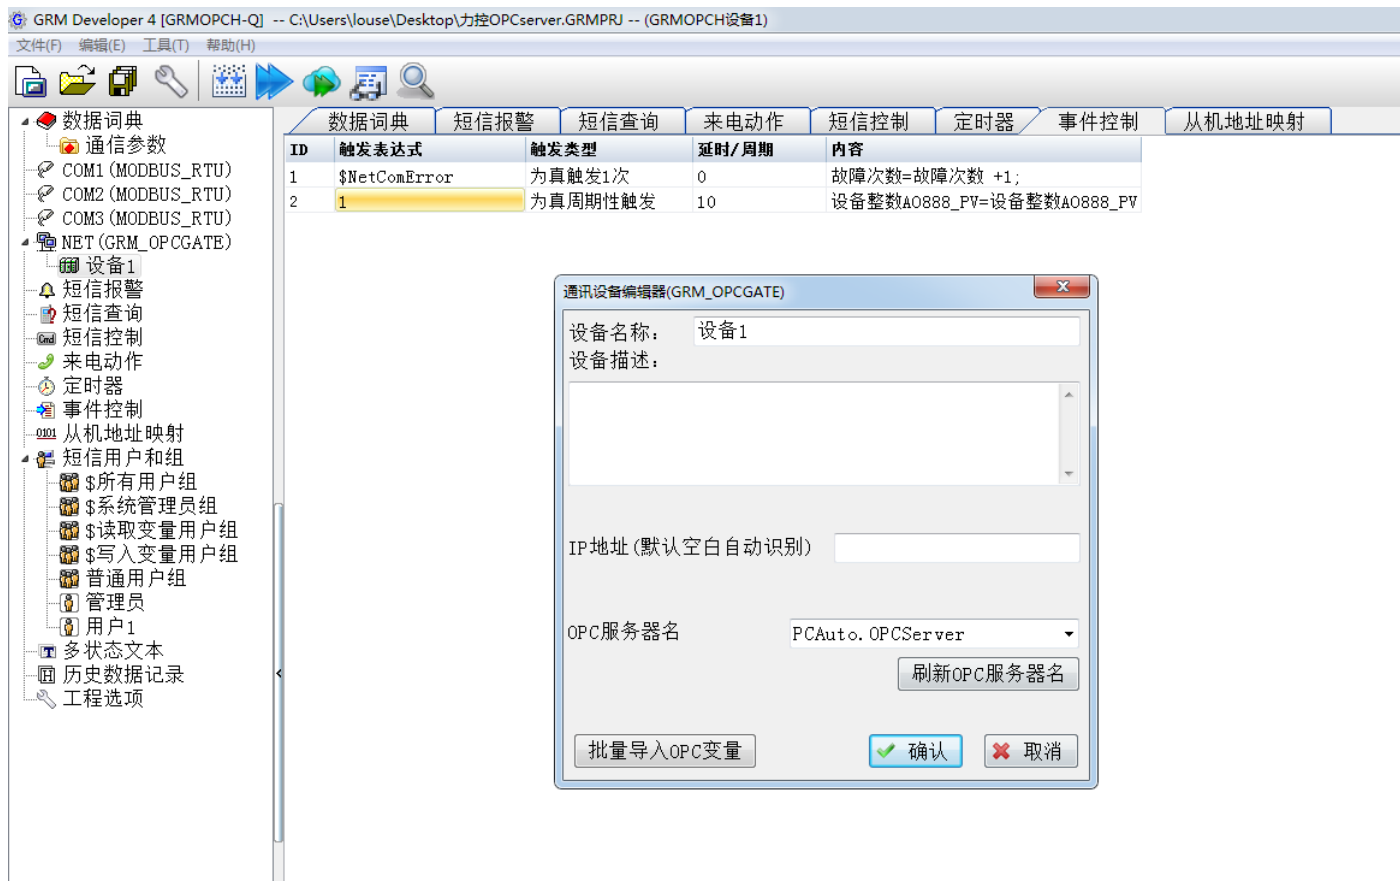 GRM Developer 4 [GRMOPCH-Q] -- C:\Users\louse\Desktop\力控OPCserver.GRMPRJ -- (GRMOPCH设备1)
文件(F) 编辑(E) 工具(T) 帮助(H)
数据词典
通信参数
COM1(MODBUS_RTU)
COM2(MODBUS_RTU)
COM3(MODBUS_RTU)
NET(GRM_OPCGATE)
设备1
短信报警
短信查询
Cmd 短信控制
来电动作
定时器
事件控制
0101 从机地址映射
短信用户和组
$所有用户组
$系统管理员组
$读取变量用户组
$写入变量用户组
普通用户组
管理员
用户1
T 多状态文本
H 历史数据记录
工程选项
数据词典 短信报警 短信查询 来电动作 短信控制 定时器 事件控制 从机地址映射
ID 触发表达式 触发类型 延时/周期 内容
1 $NetComError 为真触发1次 0 故障次数=故障次数 +1;
2 1 为真周期性触发 10 设备整数AO888_PV=设备整数AO888_PV
通讯设备编辑器(GRM_OPCGATE)
设备名称: 设备1
设备描述:
IP地址(默认空白自动识别)
OPC服务器名 PCAuto.OPCServer
刷新OPC服务器名
批量导入OPC变量 确认 取消